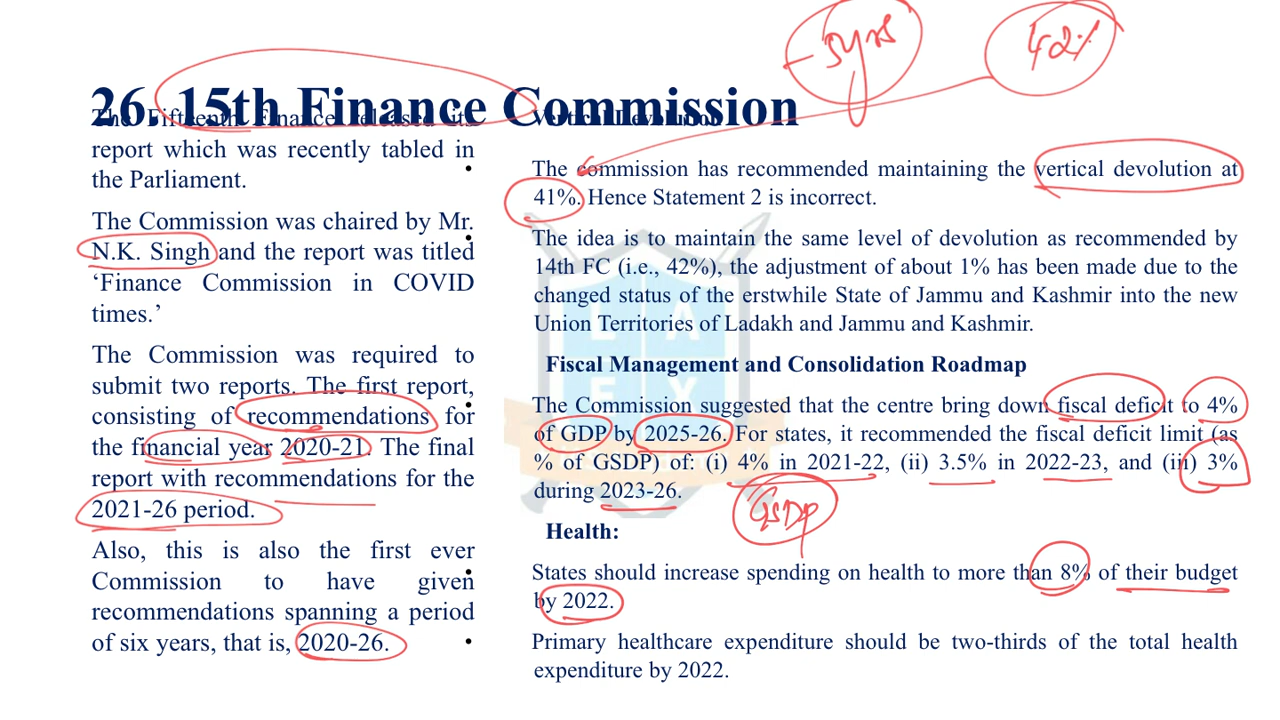 26. 15th Finance Commission
The Fifteenth Finance released its
report which was recently tabled in
the Parliament.
The Commission was chaired by Mr.
N.K. Singh and the report was titled
‘Finance Commission in COVID
times.’
The Commission was required to
submit two reports. The first report,
consisting of recommendations for
the financial year 2020-21. The final
report with recommendations for the
2021-26 period.
Also, this is also the first ever
Commission to have given
recommendations spanning a period
of six years, that is, 2020-26.
5yrs
42%
Vertical Devolution
• The commission has recommended maintaining the vertical devolution at
41%. Hence Statement 2 is incorrect.
• The idea is to maintain the same level of devolution as recommended by
14th FC (i.e., 42%), the adjustment of about 1% has been made due to the
changed status of the erstwhile State of Jammu and Kashmir into the new
Union Territories of Ladakh and Jammu and Kashmir.
Fiscal Management and Consolidation Roadmap
• The Commission suggested that the centre bring down fiscal deficit to 4%
of GDP by 2025-26. For states, it recommended the fiscal deficit limit (as
% of GSDP) of: (i) 4% in 2021-22, (ii) 3.5% in 2022-23, and (iii) 3%
during 2023-26.
GSDP
Health:
• States should increase spending on health to more than 8% of their budget
by 2022.
• Primary healthcare expenditure should be two-thirds of the total health
expenditure by 2022.